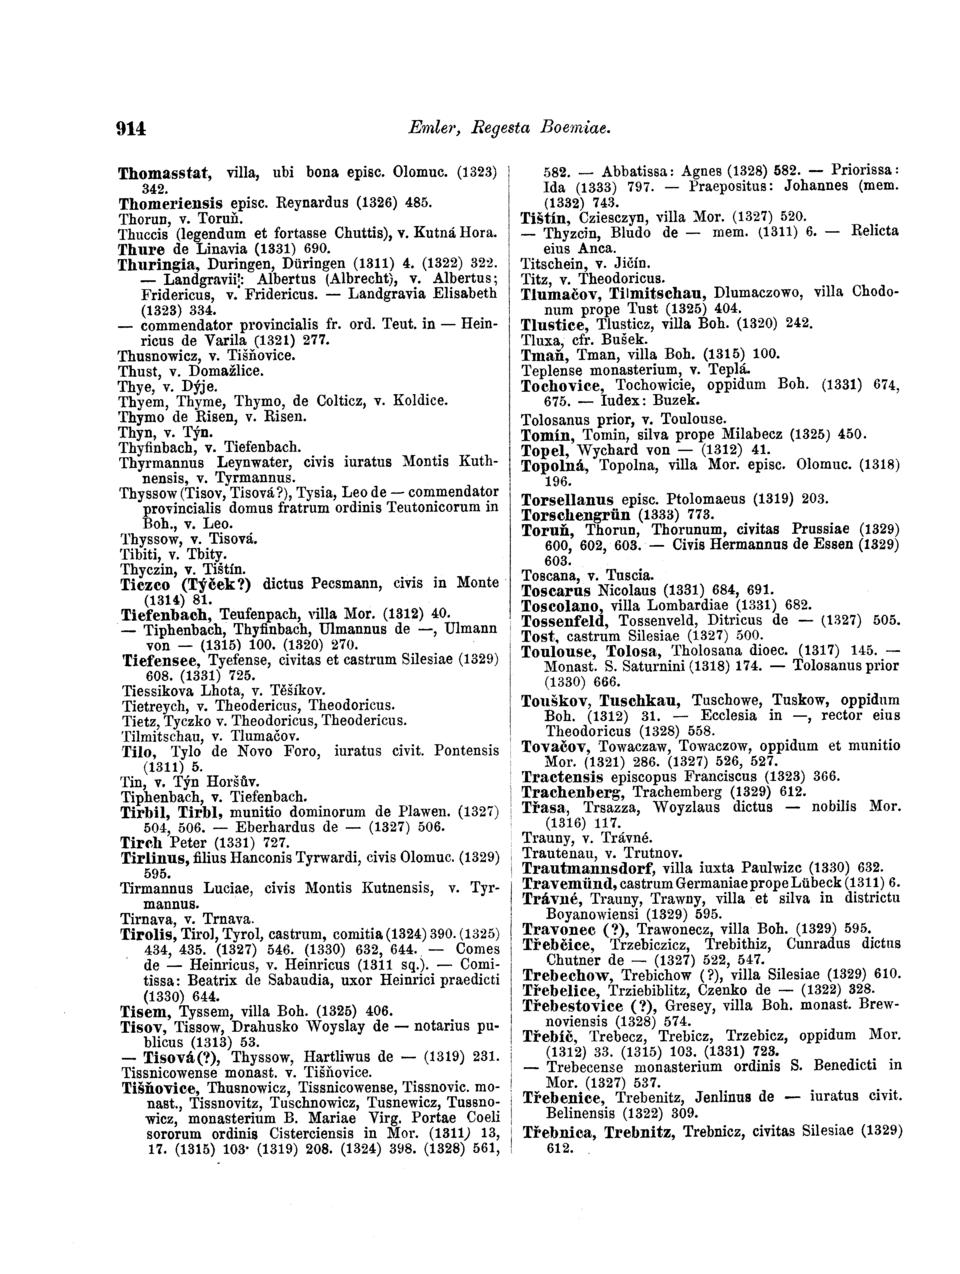 914
Emler, Regesta Boemiae.
Thomasstat, villa, ubi bona episc. Olomuc. (1323)
342.
Thomeriensis episc. Reynardus (1326) 485.
Thorun, v. Toruň.
Thuccis (legendum et fortasse Chuttis), v. Kutná Hora.
Thure de Linavia (1331) 690.
Thuringia, Duringen, Düringen (1311) 4. (1322) 322.
— Landgravii: Albertus (Albrecht), v. Albertus;
Fridericus, v. Fridericus. — Landgravia Elisabeth
(1323) 334.
— commendator provincialis fr. ord. Teut. in — Hein-
ricus de Varila (1321) 277.
Thusnowicz, v. Tišňovice.
Thust, v. Domažlice.
Thye, v. Dýje.
Thyem, Thyme, Thymo, de Colticz, v. Koldice.
Thymo de Risen, v. Risen.
Thyn, v. Týn.
Thyfinbach, v. Tiefenbach.
Thyrmannus Leynwater, civis iuratus Montis Kuth-
nensis, v. Tyrmannus.
Thyssow (Tisov, Tisová?), Tysia, Leo de — commendator
provincialis domus fratrum ordinis Teutonicorum in
Boh., v. Leo.
Thyssow, v. Tisová.
Tibiti, v. Tbity.
Thyczin, v. Tištín.
Ticzco (Týček?) dictus Pecsmann, civis in Monte
(1314) 81.
Tiefenbach, Teufenpach, villa Mor. (1312) 40.
— Tiphenbach, Thyfinbach, Ulmannus de —, Ulmann
von — (1315) 100. (1320) 270.
Tiefensee, Tyefense, civitas et castrum Silesiae (1329)
608. (1331) 725.
Tiessikova Lhota, v. Těšíkov.
Tietreych, v. Theodericus, Theodoricus.
Tietz, Tyczko v. Theodoricus, Theodericus.
Tilmitschau, v. Tlumačov.
Tilo, Tylo de Novo Foro, iuratus civit. Pontensis
(1311) 5.
Tin, v. Týn Horšův.
Tiphenbach, v. Tiefenbach.
Tirbil, Tirbl, munitio dominorum de Plawen. (1327)
504, 506. — Eberhardus de — (1327) 506.
Tirch Peter (1331) 727.
Tirlinus, filius Hanconis Tyrwardi, civis Olomuc. (1329)
595.
Tirmannus Luciae, civis Montis Kutnensis, v. Tyr-
mannus.
Tirnava, v. Trnava.
Tirolis, Tirol, Tyrol, castrum, comitia (1324) 390. (1325)
434, 435. (1327) 546. (1330) 632, 644. — Comes
de — Heinricus, v. Heinricus (1311 sq.). — Comi-
tissa: Beatrix de Sabaudia, uxor Heinrici praedicti
(1330) 644.
Tisem, Tyssem, villa Boh. (1325) 406.
Tisov, Tissow, Drahusko Woyslay de — notarius pu-
blicus (1313) 53.
— Tisová(?), Thyssow, Hartliwus de — (1319) 231.
Tissnicowense monast. v. Tišňovice.
Tišňovice, Thusnowicz, Tissnicowense, Tissnovic. mo-
nast., Tissnovitz, Tuschnowicz, Tusnewicz, Tussno-
wicz, monasterium B. Mariae Virg. Portae Coeli
sororum ordinis Cisterciensis in Mor. (1311) 13,
17. (1315) 103· (1319) 208. (1324) 398. (1328) 561,
582. — Abbatissa: Agnes (1328) 582. — Priorissa:
Ida (1333) 797. — Praepositus: Johannes (mem.
(1332) 743.
Tištín, Cziesczyn, villa Mor. (1327) 520.
— Thyzcin, Bludo de — mem. (1311) 6. — Relicta
eius Anca.
Titschein, v. Jičín.
Titz, v. Theodoricus.
Tlumačov, Tilmitschau, Dlumaczowo, villa Chodo-
num prope Tust (1325) 404.
Tlustice, Tlusticz, villa Boh. (1320) 242.
Tluxa, cfr. Bušek.
Tmaň, Tman, villa Boh. (1315) 100.
Teplense monasterium, v. Teplá.
Tochovice, Tochowicie, oppidum Boh. (1331) 674,
675. — Iudex: Buzek.
Tolosanus prior, v. Toulouse.
Tomín, Tomin, silva prope Milabecz (1325) 450.
Topel, Wychard von — (1312) 41.
Topolná, Topolna, villa Mor. episc. Olomuc. (1318)
196.
Torsellanus episc. Ptolomaeus (1319) 203.
Torschengrün (1333) 773.
Toruň, Thorun, Thorunum, civitas Prussiae (1329)
600, 602, 603. — Civis Hermannus de Essen (1329)
603.
Toscana, v. Tuscia.
Toscarus Nicolaus (1331) 684, 691.
Toscolano, villa Lombardiae (1331) 682.
Tossenfeld, Tossenveld, Ditricus de — (1327) 505.
Tost, castrum Silesiae (1327) 500.
Toulouse, Tolosa, Tholosana dioec. (1317) 145. —
Monast. S. Saturnini (1318) 174. — Tolosanus prior
(1330) 666.
Touškov, Tuschkau, Tuschowe, Tuskow, oppidum
Boh. (1312) 31. — Ecclesia in —, rector eius
Theodoricus (1328) 558.
Tovačov, Towaczaw, Towaczow, oppidum et munitio
Mor. (1321) 286. (1327) 526, 527.
Tractensis episcopus Franciscus (1323) 366.
Trachenberg, Trachemberg (1329) 612.
Třasa, Trsazza, Woyzlaus dictus — nobilis Mor.
(1316) 117.
Trauny, v. Trávné.
Trautenau, v. Trutnov.
Trautmannsdorf, villa iuxta Paulwizc (1330) 632.
Travemünd, castrum Germaniae prope Lübeck (1311) 6.
Trávné, Trauny, Trawny, villa et silva in districtu
Boyanowiensi (1329) 595.
Travonec (?), Trawonecz, villa Boh. (1329) 595.
Třebčice, Trzebiczicz, Trebithiz, Cunradus dictus
Chutner de — (1327) 522, 547.
Trebechow, Trebichow (?), villa Silesiae (1329) 610.
Třebelice, Trziebiblitz, Czenko de — (1322) 328.
Třebestovice (?), Gresey, villa Boh. monast. Brew-
noviensis (1328) 574.
Třebíč, Trebecz, Trebicz, Trzebicz, oppidum Mor.
(1312) 33. (1315) 103. (1331) 723.
— Trebecense monasterium ordinis S. Benedicti in
Mor. (1327) 537.
Třebenice, Trebenitz, Jenlinus de — iuratus civit.
Belinensis (1322) 309.
Třebnica, Trebnitz, Trebnicz, civitas Silesiae (1329)
612.